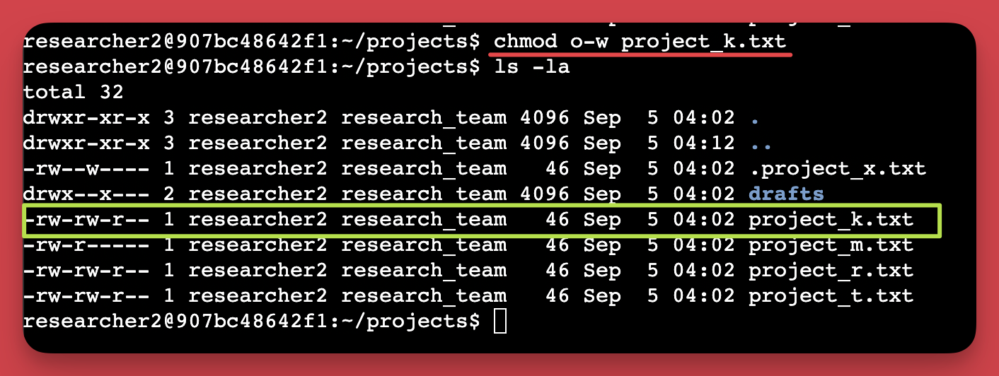 researcher2@907bc48642f1:~/projects$ chmod o-w project_k.txt
researcher2@907bc48642f1:~/projects$ ls -la
total 32
drwxr-xr-x 3 researcher2 research_team 4096 Sep  5 04:02 .
drwxr-xr-x 3 researcher2 research_team 4096 Sep  5 04:12 ..
-rw--w---- 1 researcher2 research_team   46 Sep  5 04:02 .project_x.txt
drwx--x--- 2 researcher2 research_team 4096 Sep  5 04:02 drafts
-rw-rw-r-- 1 researcher2 research_team   46 Sep  5 04:02 project_k.txt
-rw-r----- 1 researcher2 research_team   46 Sep  5 04:02 project_m.txt
-rw-rw-r-- 1 researcher2 research_team   46 Sep  5 04:02 project_r.txt
-rw-rw-r-- 1 researcher2 research_team   46 Sep  5 04:02 project_t.txt
researcher2@907bc48642f1:~/projects$